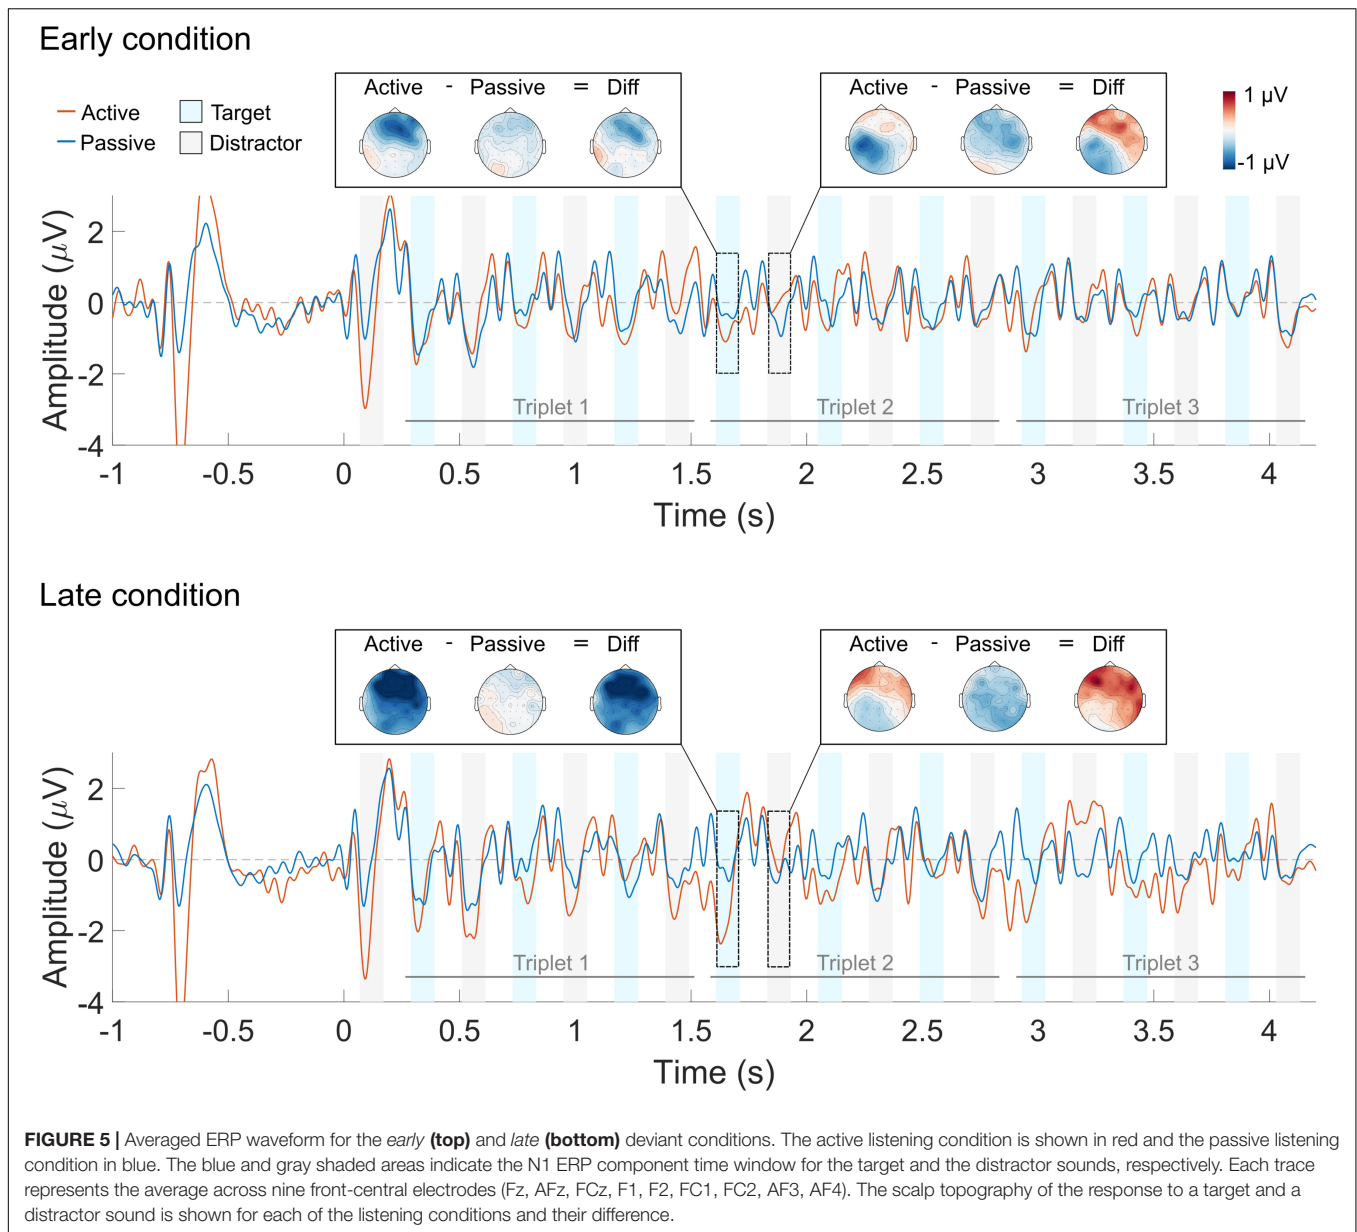 Early condition
Active - Passive = Diff
Active - Passive = Diff
Active
Passive
Target
Distractor
1 μV
-1 μV
Amplitude (μV)
2
0
-2
-4
Triplet 1
Triplet 2
Triplet 3
-1 -0.5 0 0.5 1 1.5 2 2.5 3 3.5 4
Time (s)
Late condition
Active - Passive = Diff
Active - Passive = Diff
Amplitude (μV)
2
0
-2
-4
Triplet 1
Triplet 2
Triplet 3
-1 -0.5 0 0.5 1 1.5 2 2.5 3 3.5 4
Time (s)
FIGURE 5 | Averaged ERP waveform for the early (top) and late (bottom) deviant conditions. The active listening condition is shown in red and the passive listening
condition in blue. The blue and gray shaded areas indicate the N1 ERP component time window for the target and the distractor sounds, respectively. Each trace
represents the average across nine front-central electrodes (Fz, AFz, FCz, F1, F2, FC1, FC2, AF3, AF4). The scalp topography of the response to a target and a
distractor sound is shown for each of the listening conditions and their difference.